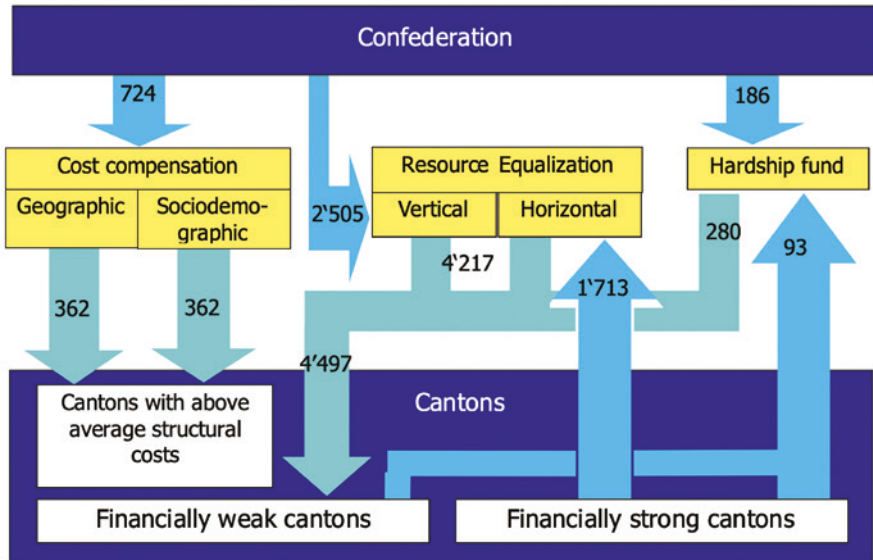 Confederation
724
186
Cost compensation
Geographic
Sociodemo-
graphic
2‘505
Resource Equalization
Vertical
Horizontal
Hardship fund
4‘217
280
93
1‘713
362
362
4’497
Cantons with above
average structural
costs
Cantons
Financially weak cantons
Financially strong cantons